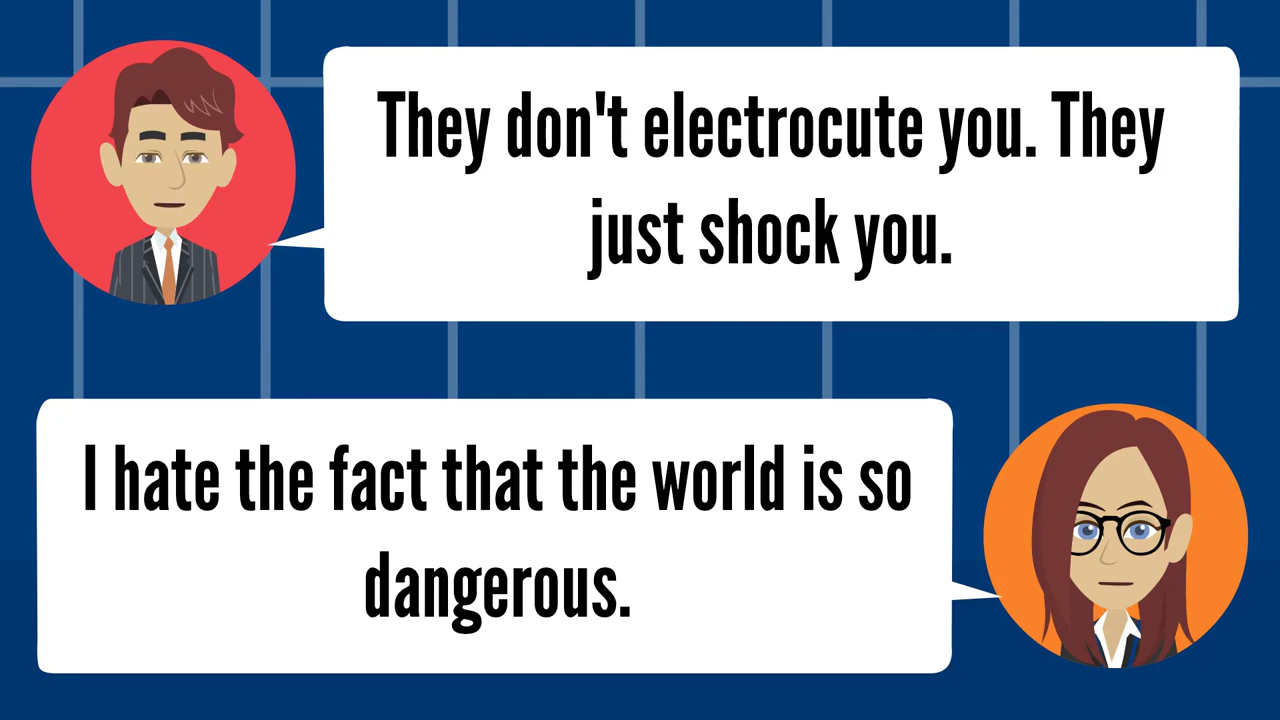 They don't electrocute you. They
just shock you.
I hate the fact that the world is so
dangerous.